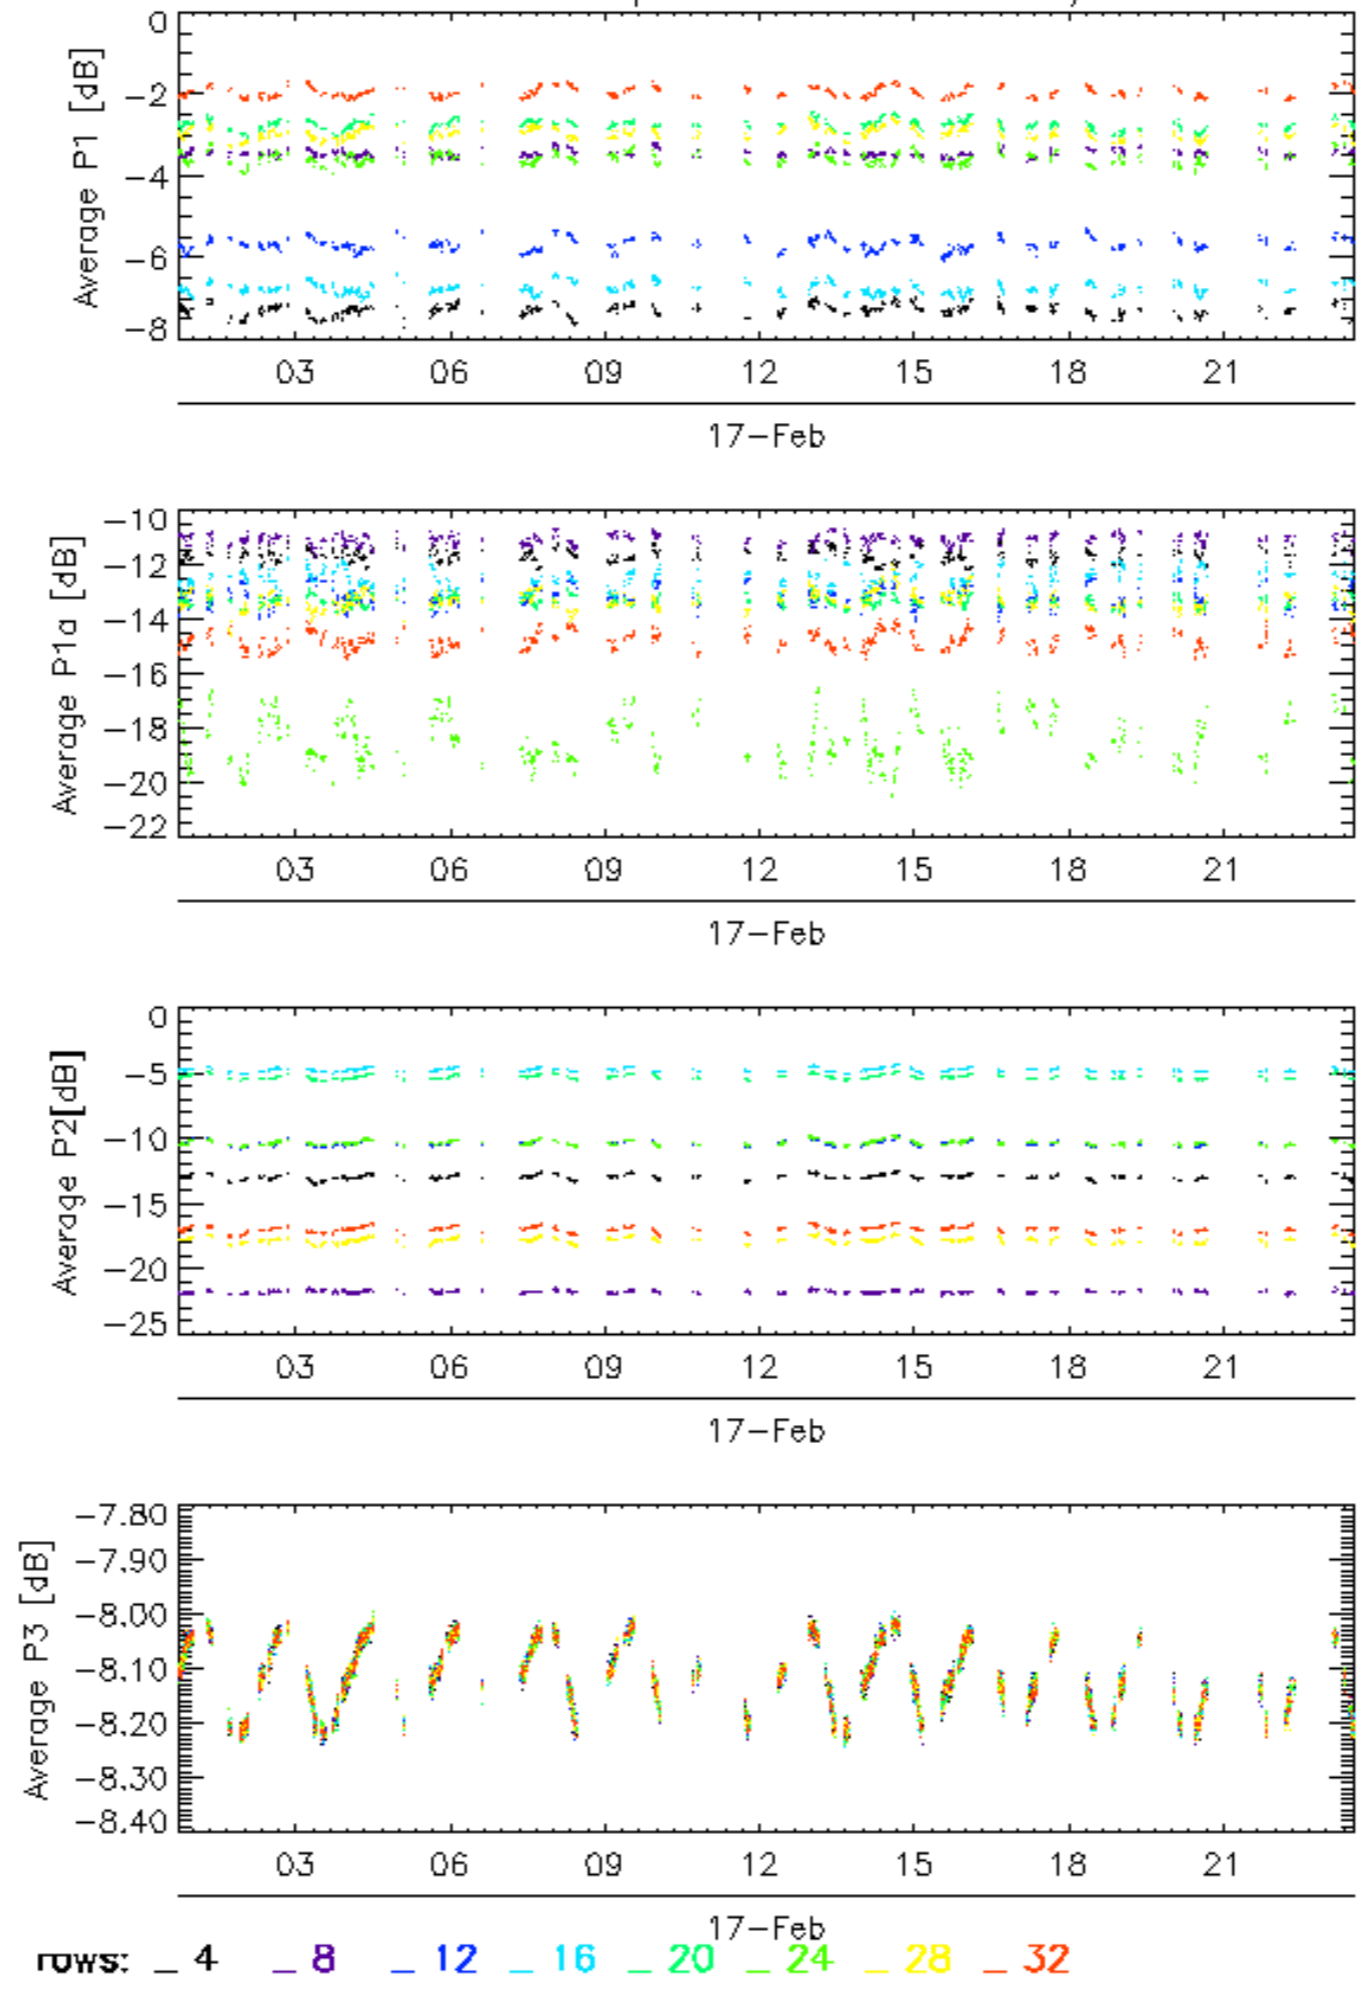 Average P1 [dB]
0
−2
−4
−6
−8
03 06 09 12 15 18 21
17−Feb
Average P1a [dB]
−10
−12
−14
−16
−18
−20
−22
03 06 09 12 15 18 21
17−Feb
Average P2[dB]
0
−5
−10
−15
−20
−25
03 06 09 12 15 18 21
17−Feb
Average P3 [dB]
−7.80
−7.90
−8.00
−8.10
−8.20
−8.30
−8.40
03 06 09 12 15 18 21
17−Feb
rows: _ 4 _ 8 _ 12 _ 16 _ 20 _ 24 _ 28 _ 32